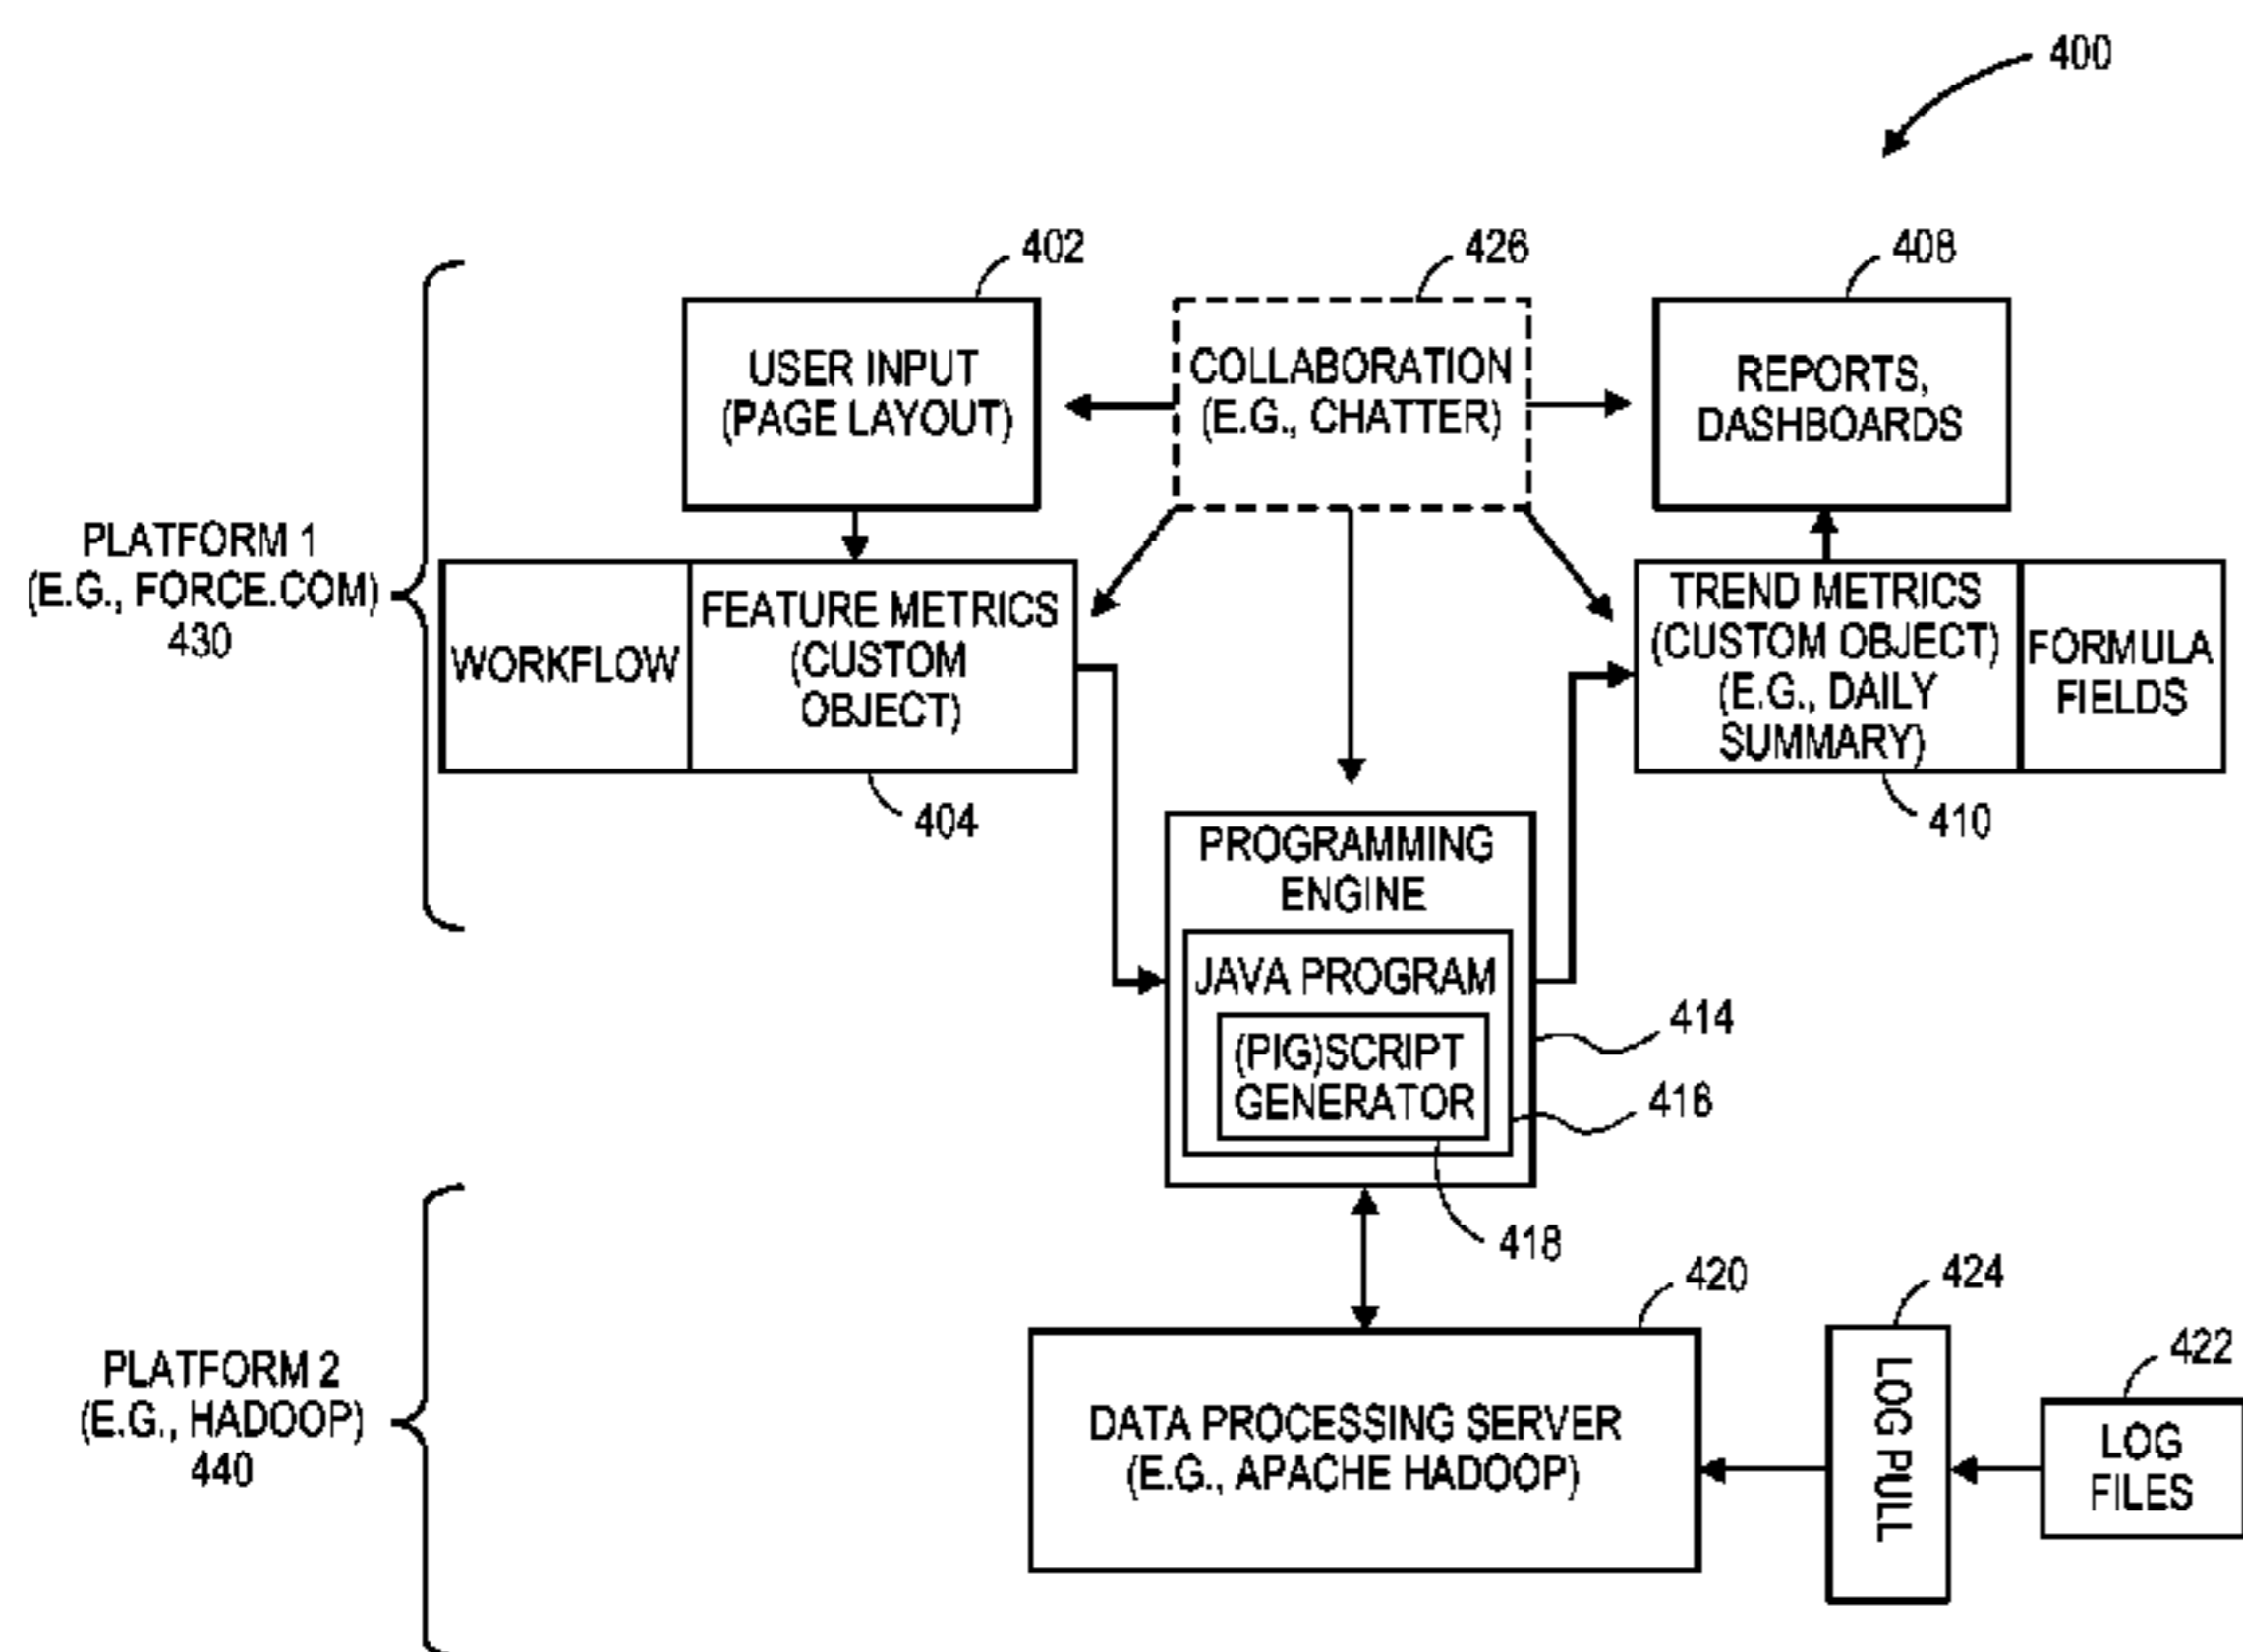 400
402
426
408
USER INPUT
(PAGE LAYOUT)
COLLABORATION
(E.G., CHATTER)
REPORTS,
DASHBOARDS
PLATFORM 1
(E.G., FORCE.COM)
430
WORKFLOW
FEATURE METRICS
(CUSTOM
OBJECT)
404
TREND METRICS
(CUSTOM OBJECT)
(E.G., DAILY
SUMMARY)
FORMULA
FIELDS
410
PROGRAMMING
ENGINE
JAVA PROGRAM
(PIG)SCRIPT
GENERATOR
414
416
418
420
424
422
PLATFORM 2
(E.G., HADOOP)
440
DATA PROCESSING SERVER
(E.G., APACHE HADOOP)
LOG PULL
LOG
FILES